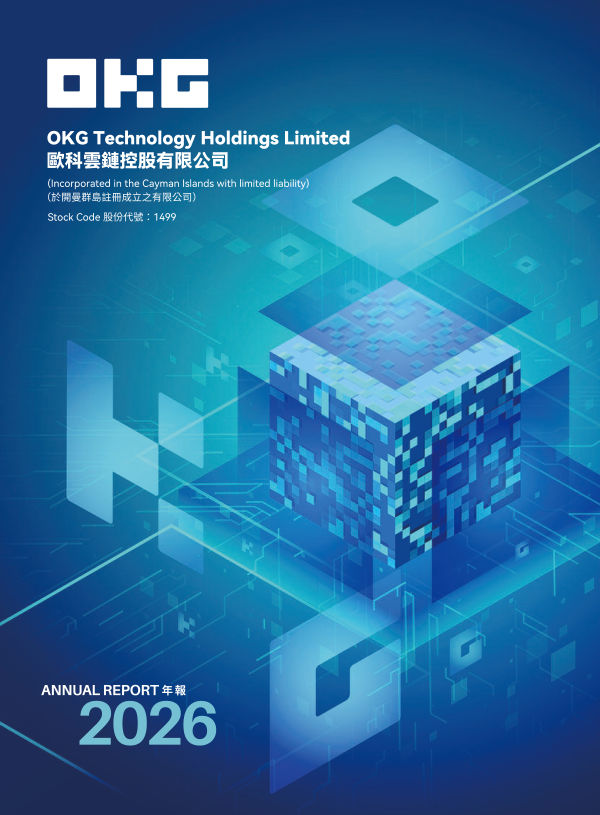 OKG
OKG Technology Holdings Limited
歐科雲鏈控股有限公司
(Incorporated in the Cayman Islands with limited liability)
(於開曼群島註冊成立之有限公司)
Stock Code 股份代號：1499
ANNUAL REPORT 年報
2026